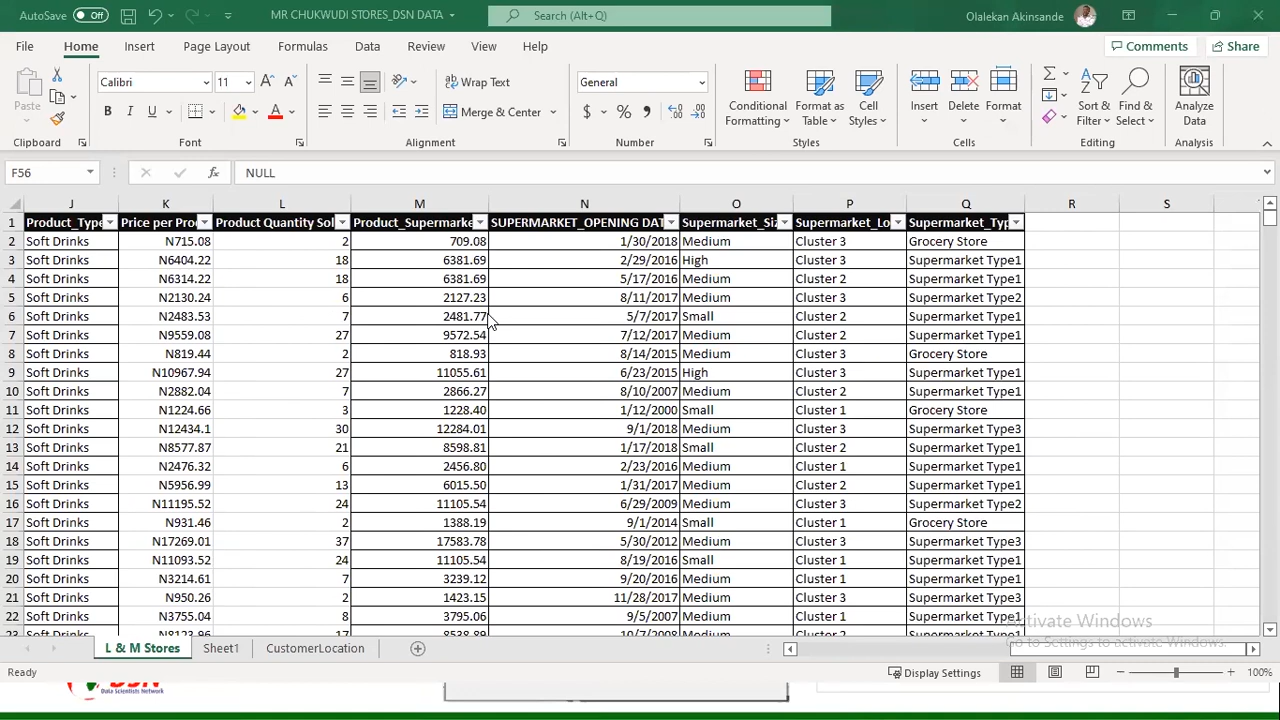 AutoSave Off MR CHUKWUDI STORES_DSN DATA Search (Alt+Q) Olalekan Akinsande
File Home Insert Page Layout Formulas Data Review View Help Comments Share
Paste Calibri 11 Wrap Text General Conditional Formatting Format as Table Cell Styles Insert Delete Format Sort & Filter Find & Select Analyze Data
B I U A Merge & Center $ %
Clipboard Font Alignment Number Styles Cells Editing Analysis
F56 fx NULL
J K L M N O P Q R S
1 Product_Type Price per Pro Product Quantity Sol Product_Supermarke SUPERMARKET_OPENING DAT Supermarket_Siz Supermarket_Lo Supermarket_Typ
2 Soft Drinks N715.08 2 709.08 1/30/2018 Medium Cluster 3 Grocery Store
3 Soft Drinks N6404.22 18 6381.69 2/29/2016 High Cluster 3 Supermarket Type1
4 Soft Drinks N6314.22 18 6381.69 5/17/2016 Medium Cluster 2 Supermarket Type1
5 Soft Drinks N2130.24 6 2127.23 8/11/2017 Medium Cluster 3 Supermarket Type2
6 Soft Drinks N2483.53 7 2481.77 5/7/2017 Small Cluster 2 Supermarket Type1
7 Soft Drinks N9559.08 27 9572.54 7/12/2017 Medium Cluster 2 Supermarket Type1
8 Soft Drinks N819.44 2 818.93 8/14/2015 Medium Cluster 3 Grocery Store
9 Soft Drinks N10967.94 27 11055.61 6/23/2015 High Cluster 3 Supermarket Type1
10 Soft Drinks N2882.04 7 2866.27 8/10/2007 Medium Cluster 2 Supermarket Type1
11 Soft Drinks N1224.66 3 1228.40 1/12/2000 Small Cluster 1 Grocery Store
12 Soft Drinks N12434.1 30 12284.01 9/1/2018 Medium Cluster 3 Supermarket Type3
13 Soft Drinks N8577.87 21 8598.81 1/17/2018 Small Cluster 2 Supermarket Type1
14 Soft Drinks N2476.32 6 2456.80 2/23/2016 Medium Cluster 1 Supermarket Type1
15 Soft Drinks N5956.99 13 6015.50 1/31/2017 Medium Cluster 2 Supermarket Type1
16 Soft Drinks N11195.52 24 11105.54 6/29/2009 Medium Cluster 3 Supermarket Type2
17 Soft Drinks N931.46 2 1388.19 9/1/2014 Small Cluster 1 Grocery Store
18 Soft Drinks N17269.01 37 17583.78 5/30/2012 Medium Cluster 3 Supermarket Type3
19 Soft Drinks N11093.52 24 11105.54 8/19/2016 Small Cluster 1 Supermarket Type1
20 Soft Drinks N3214.61 7 3239.12 9/20/2016 Medium Cluster 1 Supermarket Type1
21 Soft Drinks N950.26 2 1423.15 11/28/2017 Medium Cluster 3 Supermarket Type3
22 Soft Drinks N3755.04 8 3795.06 9/5/2007 Medium Cluster 1 Supermarket Type1
23 Soft Drinks N8123.96 17 8538.89 10/7/2008 Medium Cluster 1 Supermarket Type1
Activate Windows
Go to Settings to activate Windows.
L & M Stores Sheet1 CustomerLocation
Ready Display Settings 100%
DSN
Data Scientists Network